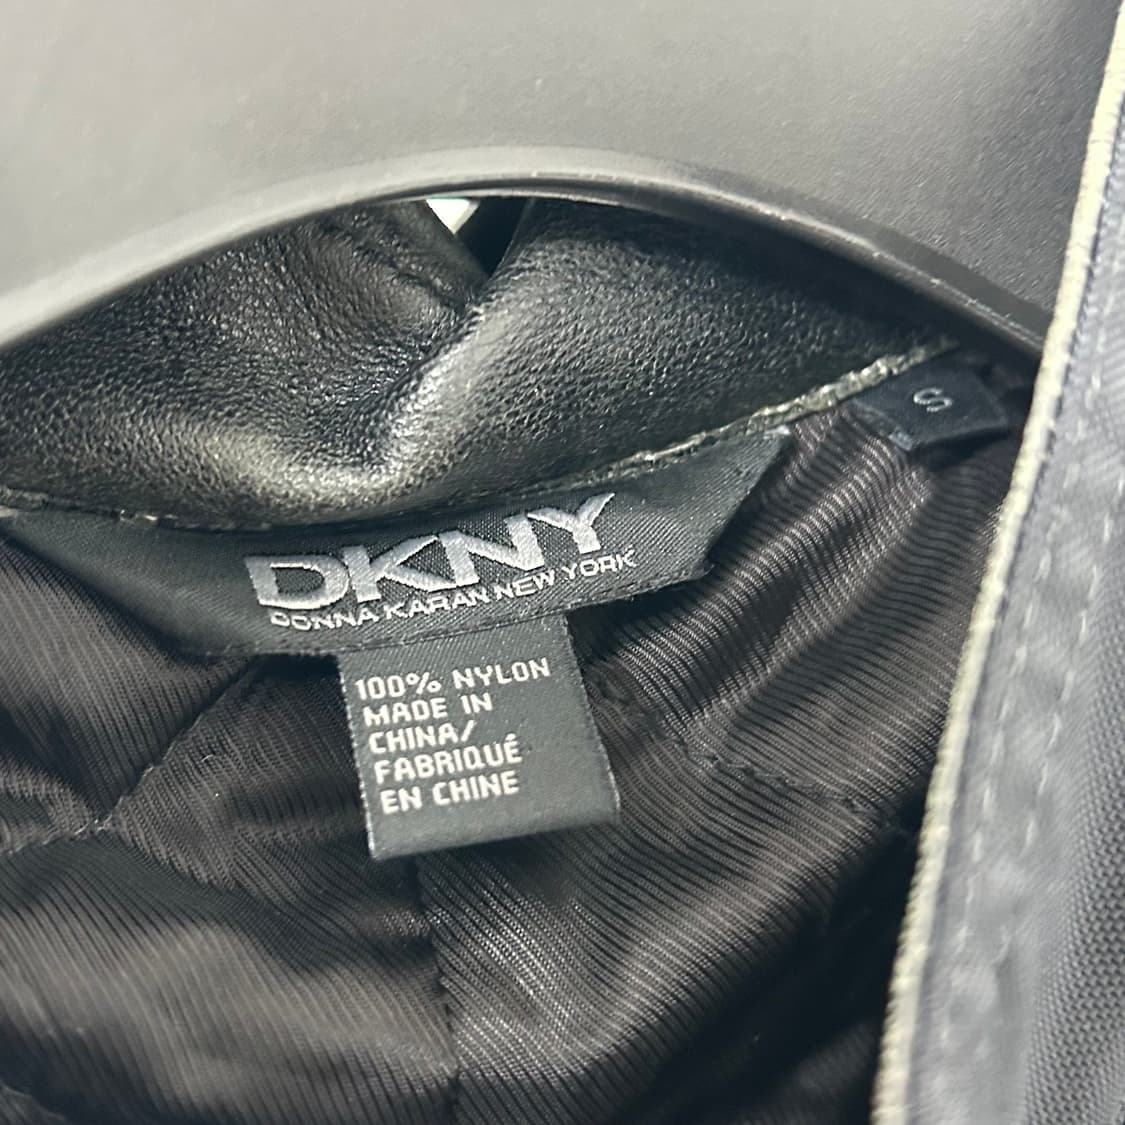 DKNY
DONNA KARAN NEW YORK
S
100% NYLON
MADE IN
CHINA/
FABRIQUÉ
EN CHINE